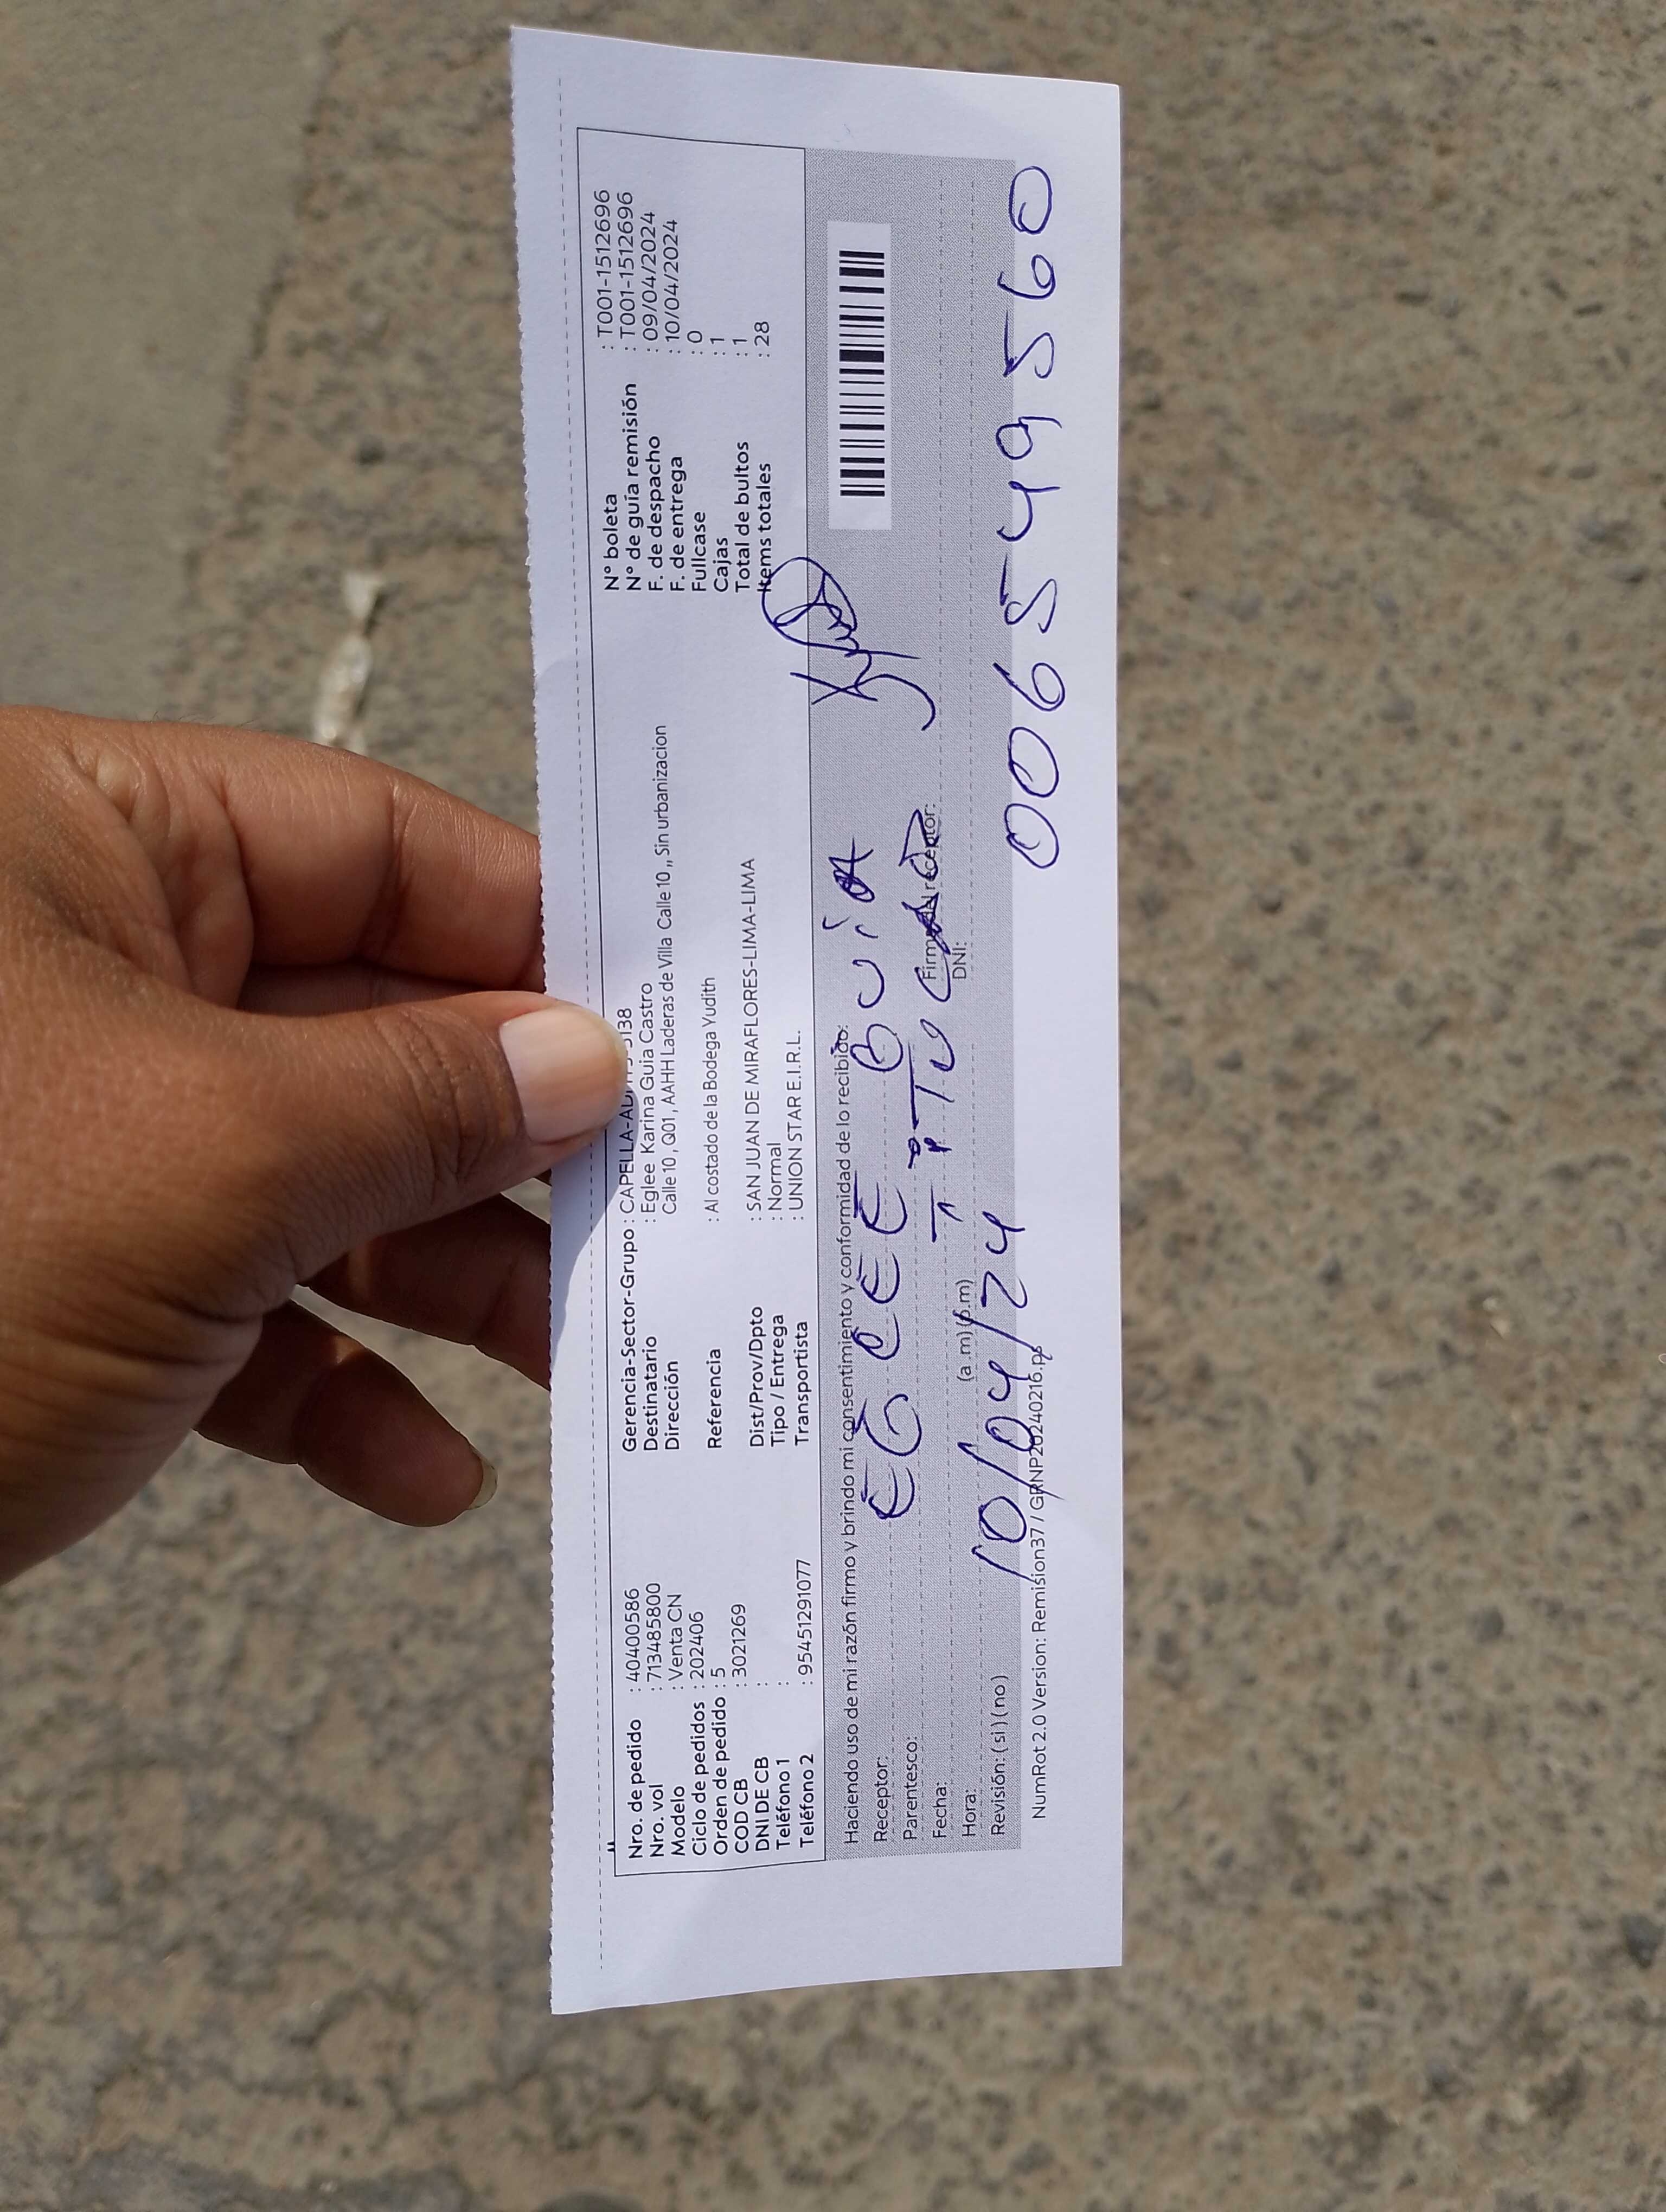 Nro. de pedido : 40400586
Nro. vol : 713485800
Modelo : Venta CN
Ciclo de pedidos : 202406
Orden de pedido : 5
COD CB : 3021269
DNI DE CB :
Teléfono 1 :
Teléfono 2 : 95451291077
Gerencia-Sector-Grupo : CAPELLA- 138
Destinatario : Eglee Karina Guia Castro
Dirección Calle 10 , Q01 , AAHH Laderas de Villa Calle 10 ,, Sin urbanizacion
Referencia : Al costado de la Bodega Yudith
Dist/Prov/Dpto : SAN JUAN DE MIRAFLORES-LIMA-LIMA
Tipo / Entrega : Normal
Transportista : UNION STAR E.I.R.L.
N° boleta : T001-1512696
N° de guía remisión : T001-1512696
F. de despacho : 09/04/2024
F. de entrega : 10/04/2024
Fullcase : 0
Cajas : 1
Total de bultos : 1
Items totales : 28
Haciendo uso de mi razón firmo y brindo mi consentimiento y conformidad de lo recibido:
Receptor: EGLEE GUIA
Parentesco: TITULAR
Firma del receptor:
Fecha: 10/04/24
DNI: 006549560
Hora: (a.m) (p.m)
Revisión: ( si ) ( no )
NumRot 2.0 Version: Remision37 / GRNP20240216.ps